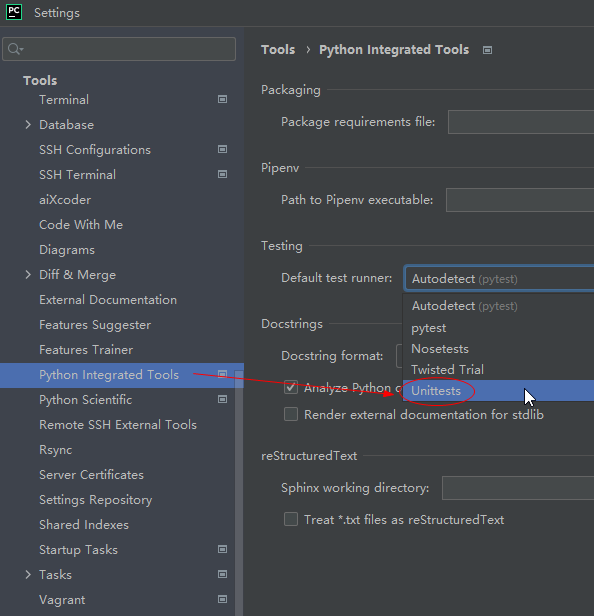 PC Settings
Tools
Terminal
Database
SSH Configurations
SSH Terminal
aiXcoder
Code With Me
Diagrams
Diff & Merge
External Documentation
Features Suggester
Features Trainer
Python Integrated Tools
Python Scientific
Remote SSH External Tools
Rsync
Server Certificates
Settings Repository
Shared Indexes
Startup Tasks
Tasks
Vagrant
Tools › Python Integrated Tools
Packaging
Package requirements file:
Pipenv
Path to Pipenv executable:
Testing
Default test runner: Autodetect (pytest)
Autodetect (pytest)
pytest
Nosetests
Twisted Trial
Unittests
Docstrings
Docstring format:
Analyze Python
Render external documentation for stdlib
reStructuredText
Sphinx working directory:
Treat *.txt files as reStructuredText